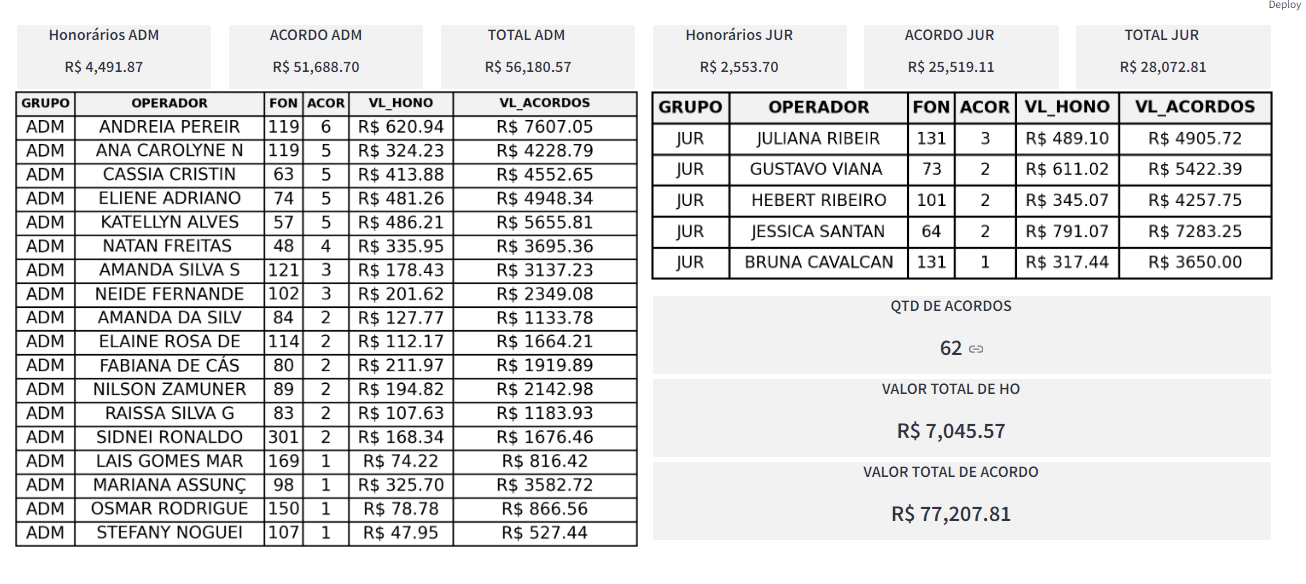 Deploy
Honorários ADM ACORDO ADM TOTAL ADM Honorários JUR ACORDO JUR TOTAL JUR
R$ 4,491.87 R$ 51,688.70 R$ 56,180.57 R$ 2,553.70 R$ 25,519.11 R$ 28,072.81
GRUPO OPERADOR FON ACOR VL_HONO VL_ACORDOS
ADM ANDREIA PEREIR 119 6 R$ 620.94 R$ 7607.05
ADM ANA CAROLYNE N 119 5 R$ 324.23 R$ 4228.79
ADM CASSIA CRISTIN 63 5 R$ 413.88 R$ 4552.65
ADM ELIENE ADRIANO 74 5 R$ 481.26 R$ 4948.34
ADM KATELLYN ALVES 57 5 R$ 486.21 R$ 5655.81
ADM NATAN FREITAS 48 4 R$ 335.95 R$ 3695.36
ADM AMANDA SILVA S 121 3 R$ 178.43 R$ 3137.23
ADM NEIDE FERNANDE 102 3 R$ 201.62 R$ 2349.08
ADM AMANDA DA SILV 84 2 R$ 127.77 R$ 1133.78
ADM ELAINE ROSA DE 114 2 R$ 112.17 R$ 1664.21
ADM FABIANA DE CÁS 80 2 R$ 211.97 R$ 1919.89
ADM NILSON ZAMUNER 89 2 R$ 194.82 R$ 2142.98
ADM RAISSA SILVA G 83 2 R$ 107.63 R$ 1183.93
ADM SIDNEI RONALDO 301 2 R$ 168.34 R$ 1676.46
ADM LAIS GOMES MAR 169 1 R$ 74.22 R$ 816.42
ADM MARIANA ASSUNÇ 98 1 R$ 325.70 R$ 3582.72
ADM OSMAR RODRIGUE 150 1 R$ 78.78 R$ 866.56
ADM STEFANY NOGUEI 107 1 R$ 47.95 R$ 527.44
GRUPO OPERADOR FON ACOR VL_HONO VL_ACORDOS
JUR JULIANA RIBEIR 131 3 R$ 489.10 R$ 4905.72
JUR GUSTAVO VIANA 73 2 R$ 611.02 R$ 5422.39
JUR HEBERT RIBEIRO 101 2 R$ 345.07 R$ 4257.75
JUR JESSICA SANTAN 64 2 R$ 791.07 R$ 7283.25
JUR BRUNA CAVALCAN 131 1 R$ 317.44 R$ 3650.00
QTD DE ACORDOS
62
VALOR TOTAL DE HO
R$ 7,045.57
VALOR TOTAL DE ACORDO
R$ 77,207.81